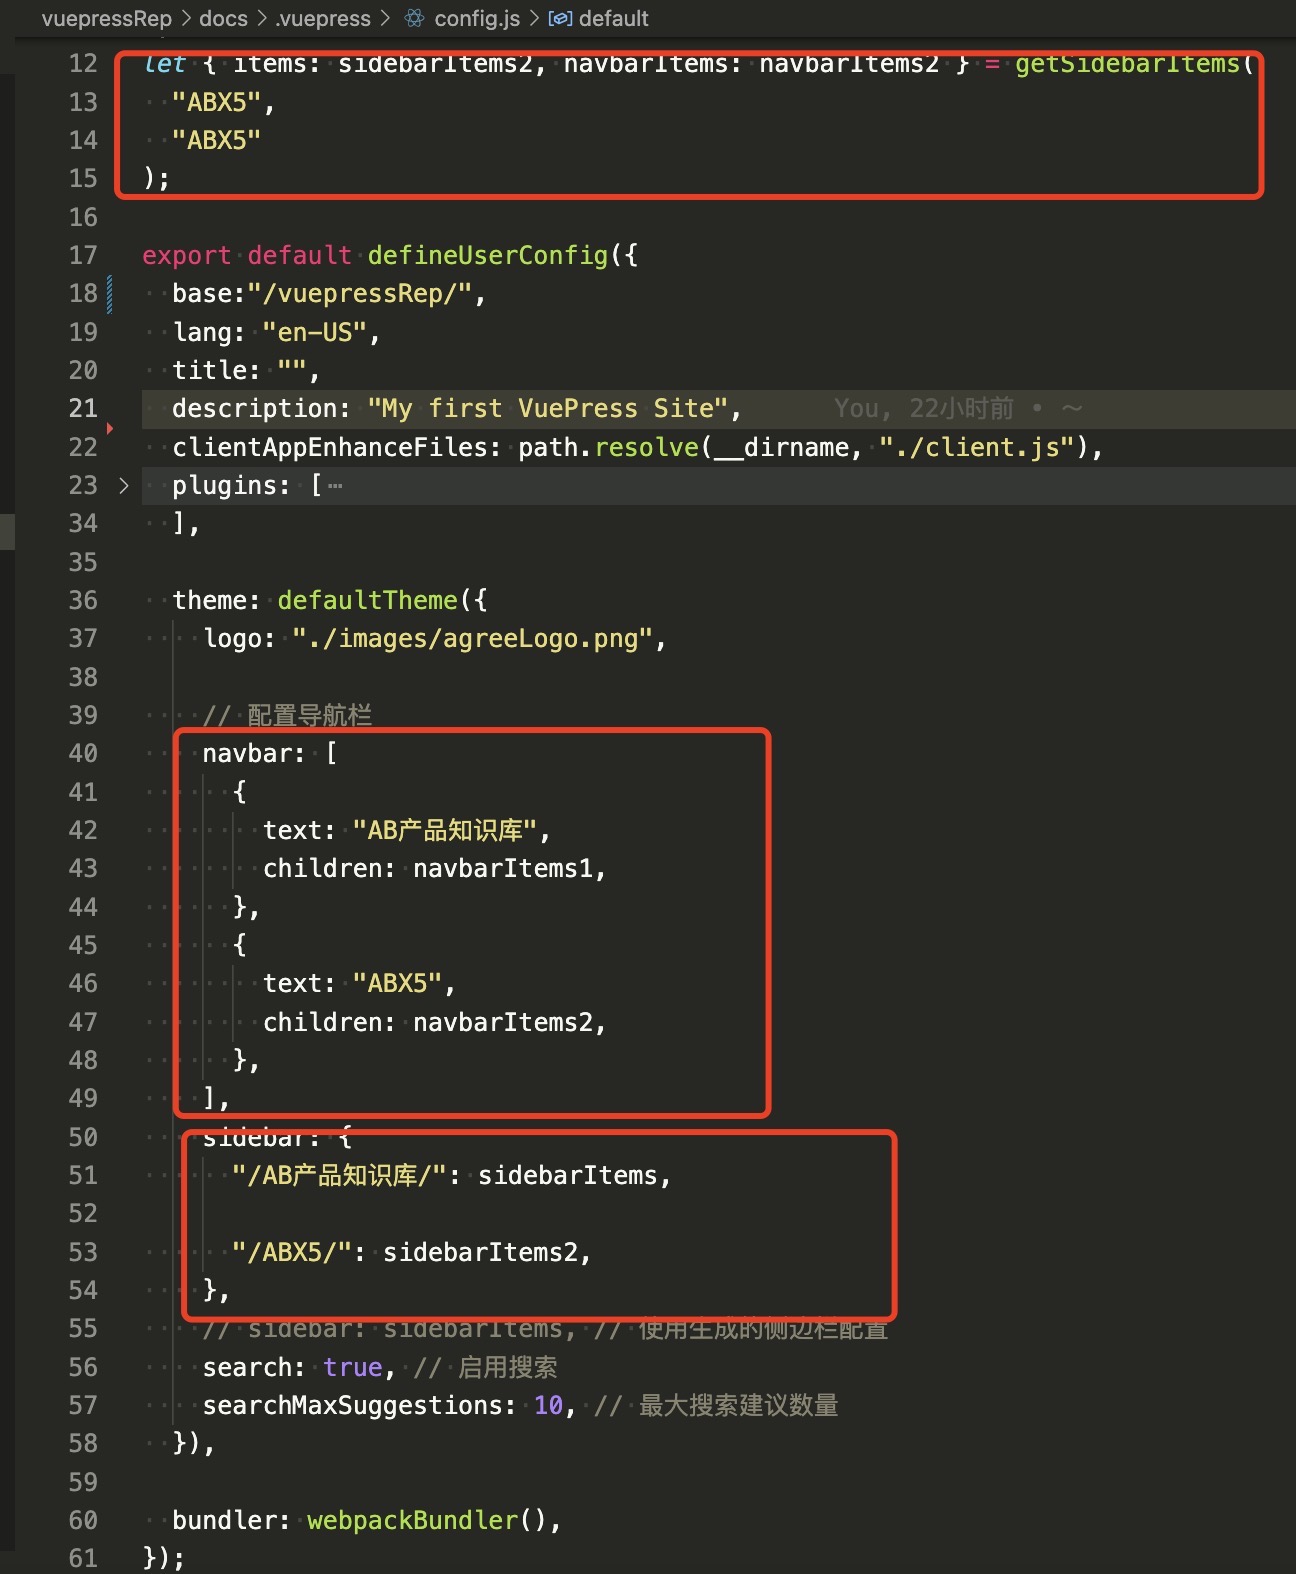 vuepressRep > docs > .vuepress > config.js > default
12 let { items: sidebarItems2, navbarItems: navbarItems2 } = getSidebarItems(
13 "ABX5",
14 "ABX5"
15 );
16
17 export default defineUserConfig({
18 base:"/vuepressRep/",
19 lang: "en-US",
20 title: "",
21 description: "My first VuePress Site", You, 22小时前 • ~
22 clientAppEnhanceFiles: path.resolve(__dirname, "./client.js"),
23 > plugins: [ ⋯
34 ],
35
36 theme: defaultTheme({
37 logo: "./images/agreeLogo.png",
38
39 // 配置导航栏
40 navbar: [
41 {
42 text: "AB产品知识库",
43 children: navbarItems1,
44 },
45 {
46 text: "ABX5",
47 children: navbarItems2,
48 },
49 ],
50 sidebar: {
51 "/AB产品知识库/": sidebarItems,
52
53 "/ABX5/": sidebarItems2,
54 },
55 // sidebar: sidebarItems, // 使用生成的侧边栏配置
56 search: true, // 启用搜索
57 searchMaxSuggestions: 10, // 最大搜索建议数量
58 }),
59
60 bundler: webpackBundler(),
61 });